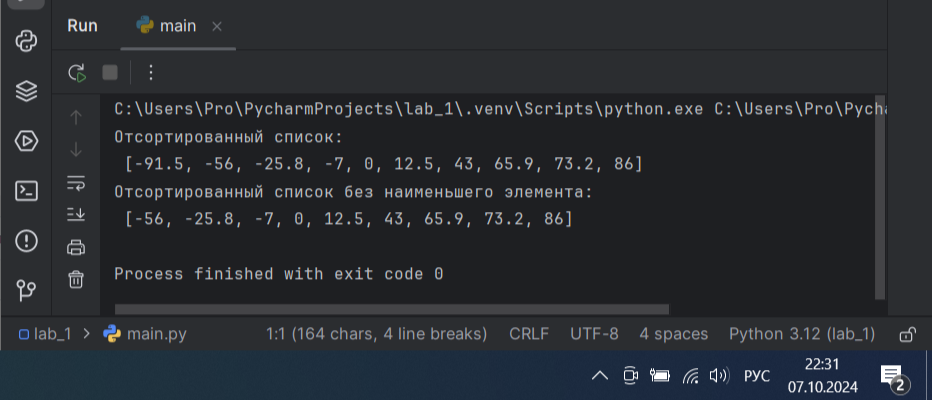 Run
main
C:\Users\Pro\PycharmProjects\lab_1\.venv\Scripts\python.exe C:\Users\Pro\Pycha
Отсортированный список:
[-91.5, -56, -25.8, -7, 0, 12.5, 43, 65.9, 73.2, 86]
Отсортированный список без наименьшего элемента:
[-56, -25.8, -7, 0, 12.5, 43, 65.9, 73.2, 86]
Process finished with exit code 0
lab_1 > main.py 1:1 (164 chars, 4 line breaks) CRLF UTF-8 4 spaces Python 3.12 (lab_1)
РУС
22:31
07.10.2024
2